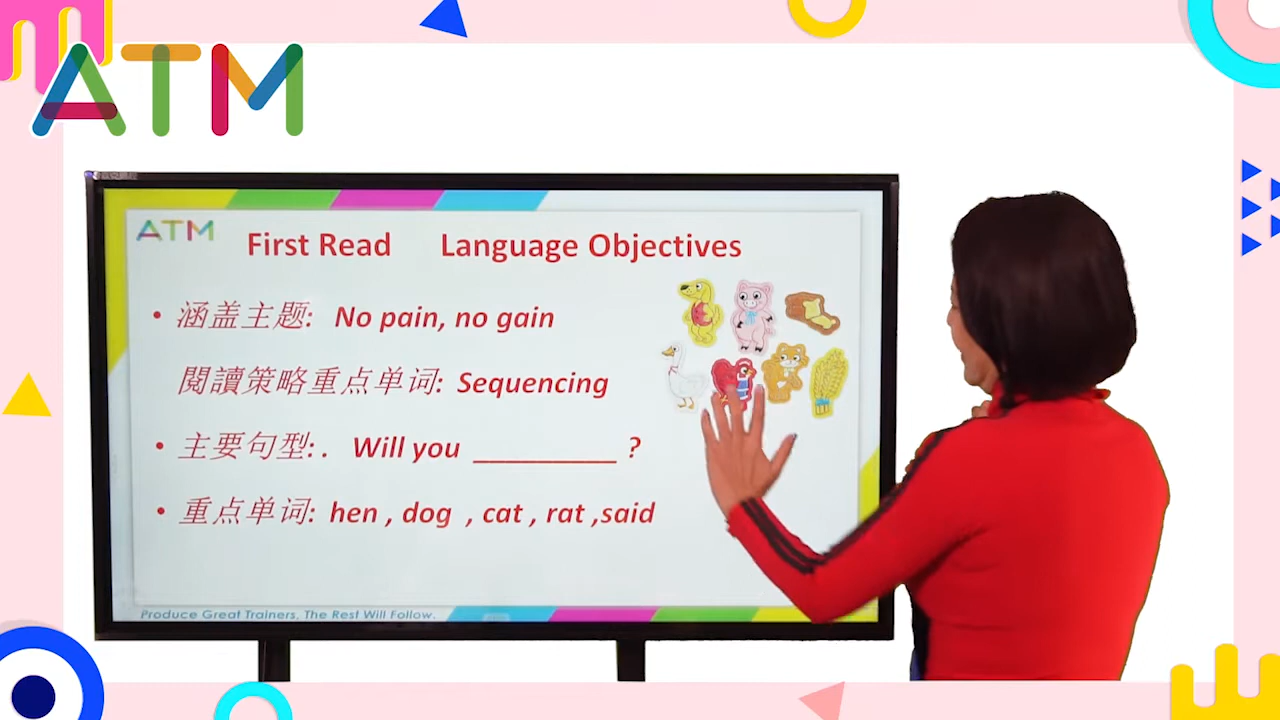 ATM
ATM
First Read Language Objectives
• 涵盖主题: No pain, no gain
閱讀策略重点单词: Sequencing
• 主要句型: . Will you __________ ?
• 重点单词: hen , dog , cat , rat ,said
Produce Great Trainers, The Rest Will Follow.